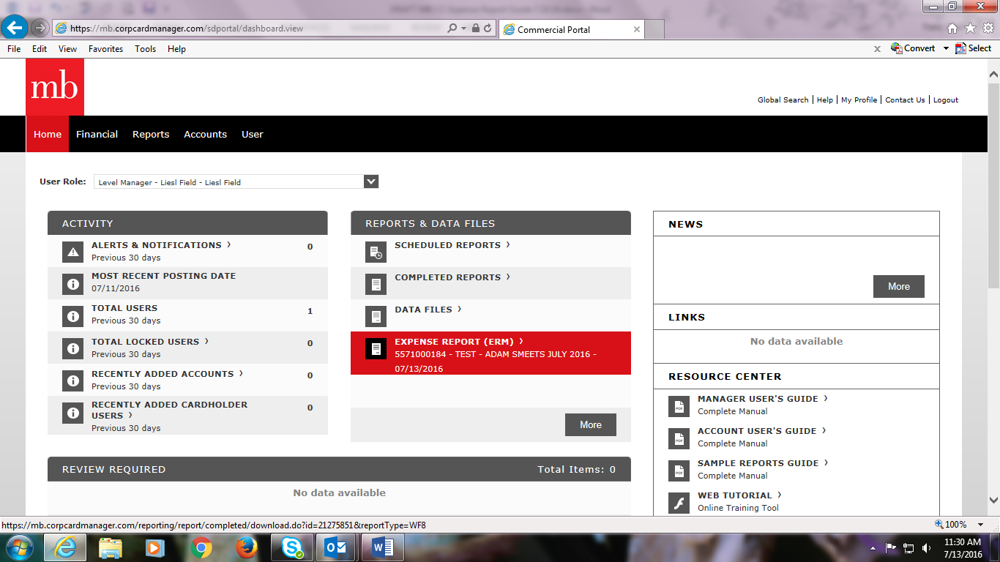 https://mb.corpcardmanager.com/sdportal/dashboard.view
Commercial Portal
File Edit View Favorites Tools Help
x Convert Select
mb
Global Search | Help | My Profile | Contact Us | Logout
Home Financial Reports Accounts User
User Role: Level Manager - Liesl Field - Liesl Field
ACTIVITY
ALERTS & NOTIFICATIONS › 0
Previous 30 days
MOST RECENT POSTING DATE
07/11/2016
TOTAL USERS 1
Previous 30 days
TOTAL LOCKED USERS › 0
Previous 30 days
RECENTLY ADDED ACCOUNTS › 0
Previous 30 days
RECENTLY ADDED CARDHOLDER
USERS › 0
Previous 30 days
REPORTS & DATA FILES
SCHEDULED REPORTS ›
COMPLETED REPORTS ›
DATA FILES ›
EXPENSE REPORT (ERM) ›
5571000184 - TEST - ADAM SMEETS JULY 2016 -
07/13/2016
More
REVIEW REQUIRED Total Items: 0
No data available
NEWS
More
LINKS
No data available
RESOURCE CENTER
MANAGER USER'S GUIDE ›
Complete Manual
ACCOUNT USER'S GUIDE ›
Complete Manual
SAMPLE REPORTS GUIDE ›
Complete Manual
WEB TUTORIAL ›
Online Training Tool
https://mb.corpcardmanager.com/reporting/report/completed/download.do?id=21275851&reportType=WF8
100%
11:30 AM
7/13/2016